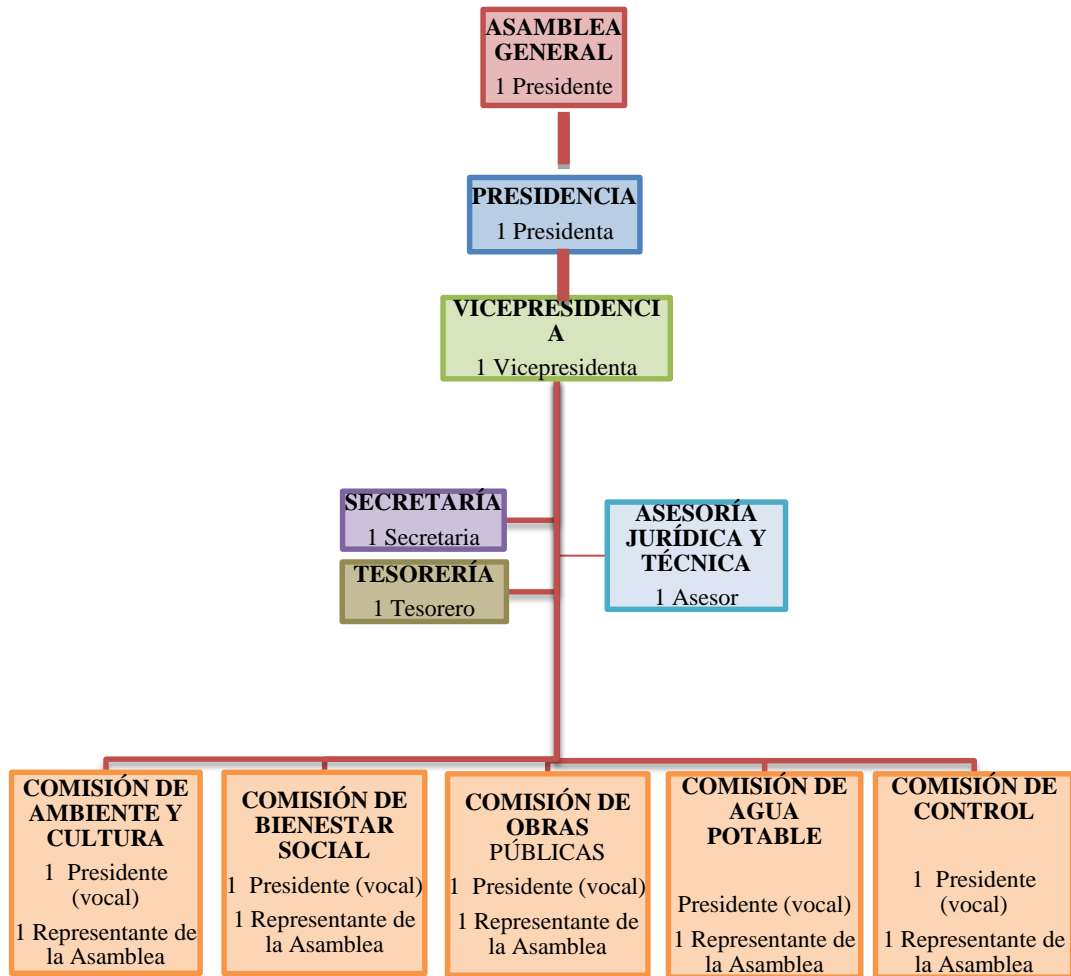 ASAMBLEA
GENERAL
1 Presidente
PRESIDENCIA
1 Presidenta
VICEPRESIDENCI
A
1 Vicepresidenta
SECRETARÍA
1 Secretaria
TESORERÍA
1 Tesorero
ASESORÍA
JURÍDICA Y
TÉCNICA
1 Asesor
COMISIÓN DE
AMBIENTE Y
CULTURA
1 Presidente
(vocal)
1 Representante de
la Asamblea
COMISIÓN DE
BIENESTAR
SOCIAL
1 Presidente (vocal)
1 Representante de
la Asamblea
COMISIÓN DE
OBRAS
PÚBLICAS
1 Presidente (vocal)
1 Representante de
la Asamblea
COMISIÓN DE
AGUA
POTABLE
Presidente (vocal)
1 Representante de
la Asamblea
COMISIÓN DE
CONTROL
1 Presidente
(vocal)
1 Representante de
la Asamblea